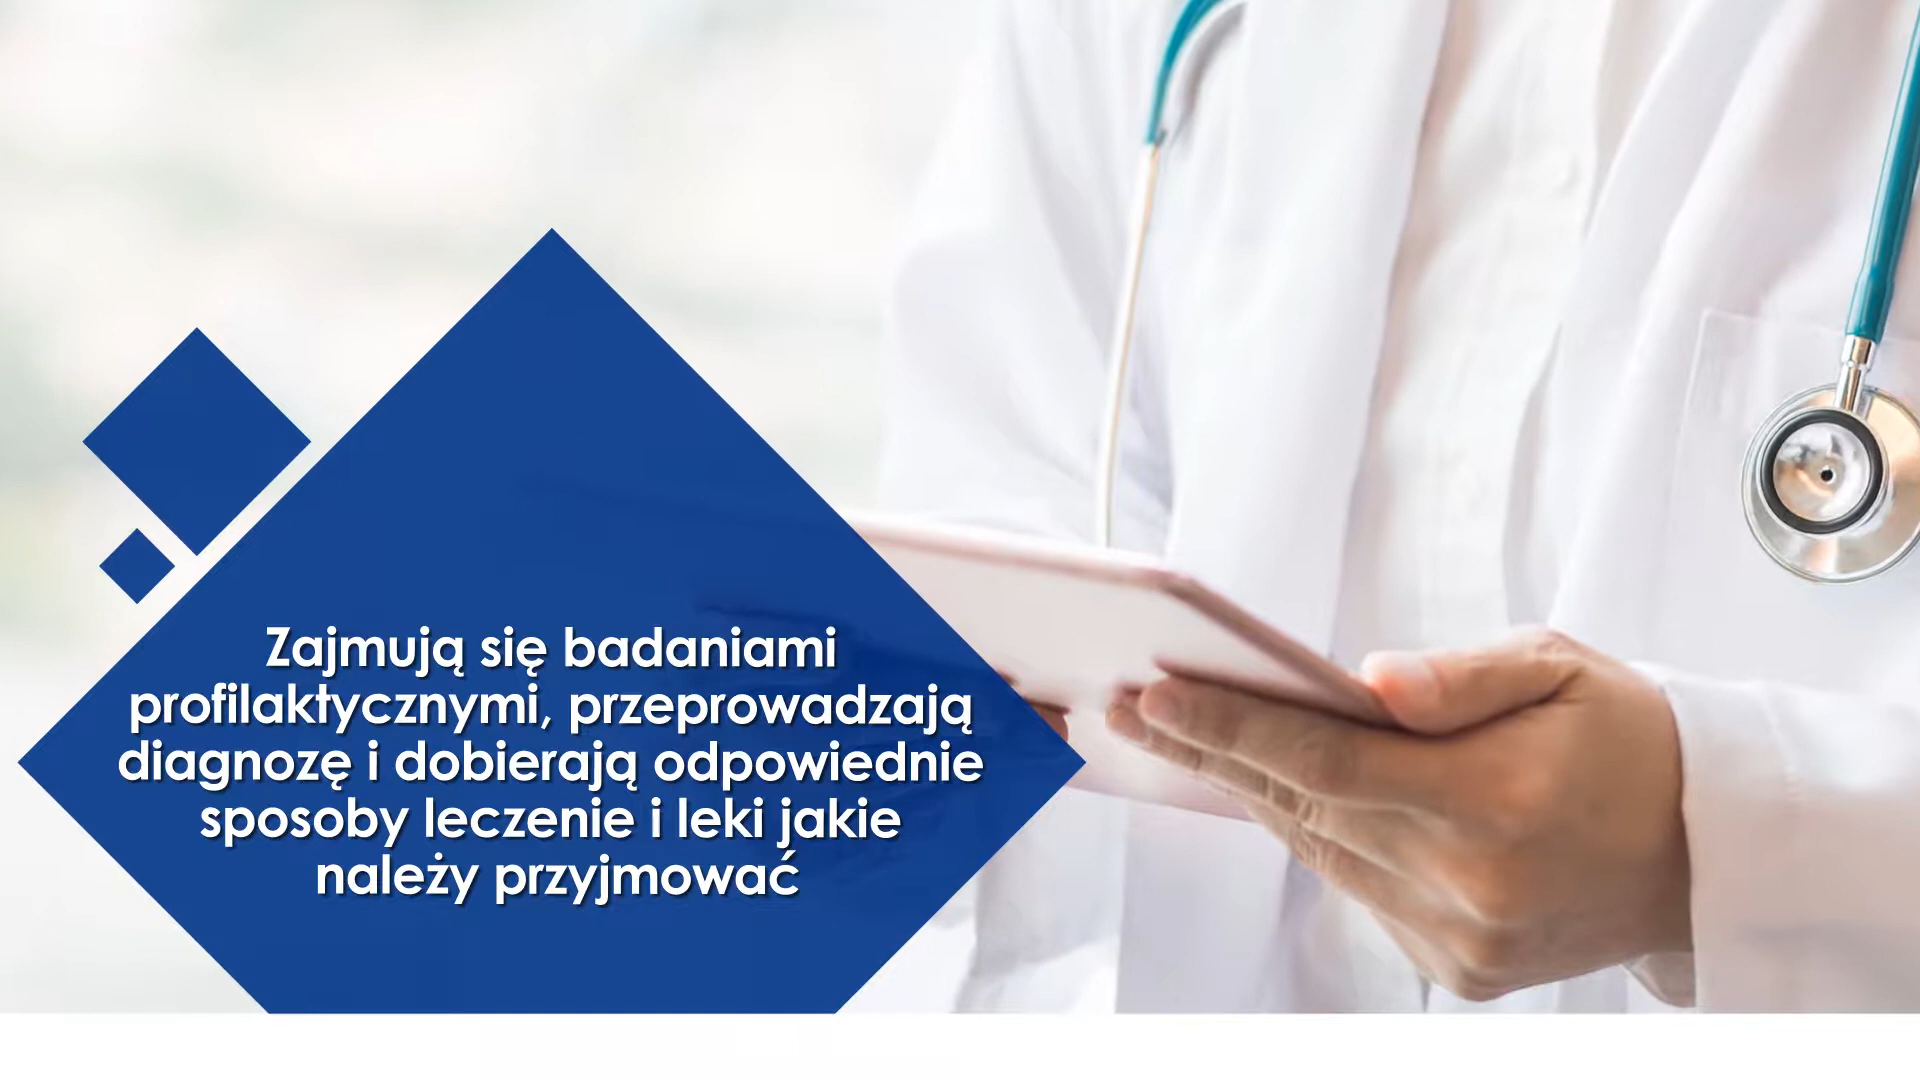 Zajmują się badaniami
profilaktycznymi, przeprowadzają
diagnozę i dobierają odpowiednie
sposoby leczenie i leki jakie
należy przyjmować